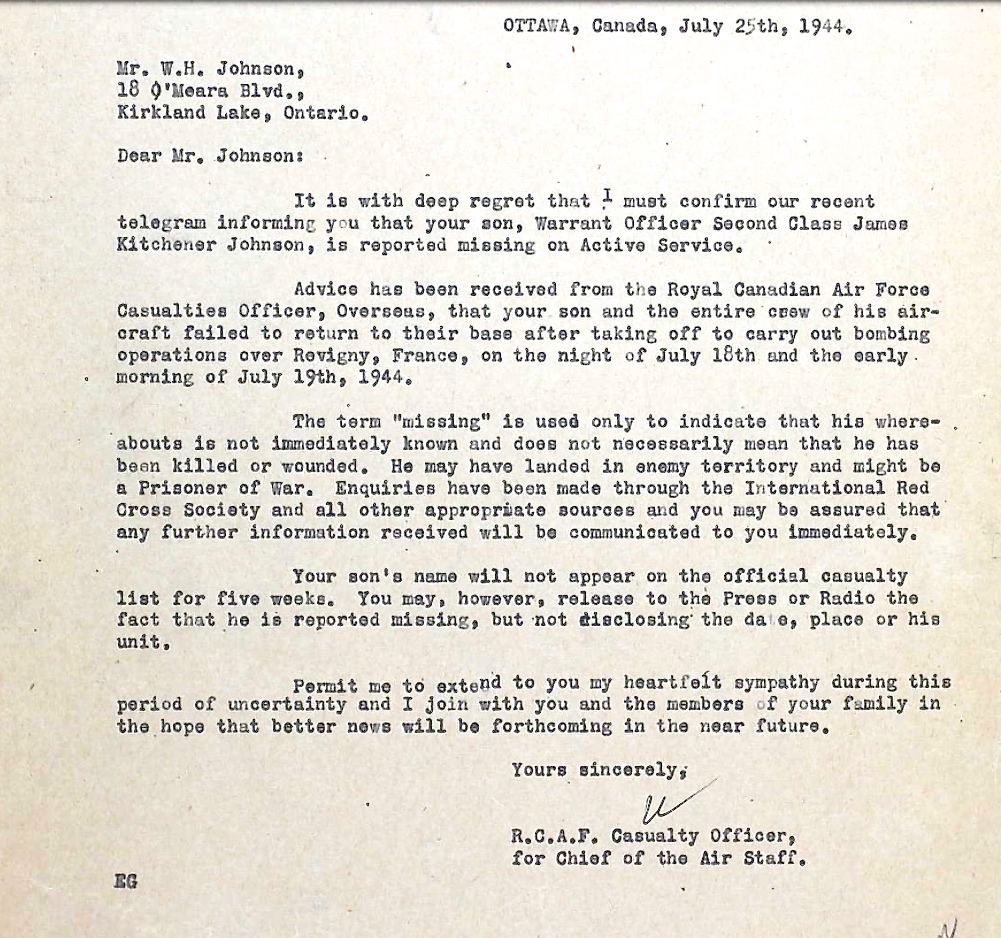 OTTAWA, Canada, July 25th, 1944.
Mr. W.H. Johnson,
18 O'Meara Blvd.,
Kirkland Lake, Ontario.
Dear Mr. Johnson:
It is with deep regret that I must confirm our recent
telegram informing you that your son, Warrant Officer Second Class James
Kitchener Johnson, is reported missing on Active Service.
Advice has been received from the Royal Canadian Air Force
Casualties Officer, Overseas, that your son and the entire crew of his air-
craft failed to return to their base after taking off to carry out bombing
operations over Revigny, France, on the night of July 18th and the early
morning of July 19th, 1944.
The term "missing" is used only to indicate that his where-
abouts is not immediately known and does not necessarily mean that he has
been killed or wounded. He may have landed in enemy territory and might be
a Prisoner of War. Enquiries have been made through the International Red
Cross Society and all other appropriate sources and you may be assured that
any further information received will be communicated to you immediately.
Your son's name will not appear on the official casualty
list for five weeks. You may, however, release to the Press or Radio the
fact that he is reported missing, but not disclosing the date, place or his
unit.
Permit me to extend to you my heartfelt sympathy during this
period of uncertainty and I join with you and the members of your family in
the hope that better news will be forthcoming in the near future.
Yours sincerely,
R.C.A.F. Casualty Officer,
for Chief of the Air Staff.
EG